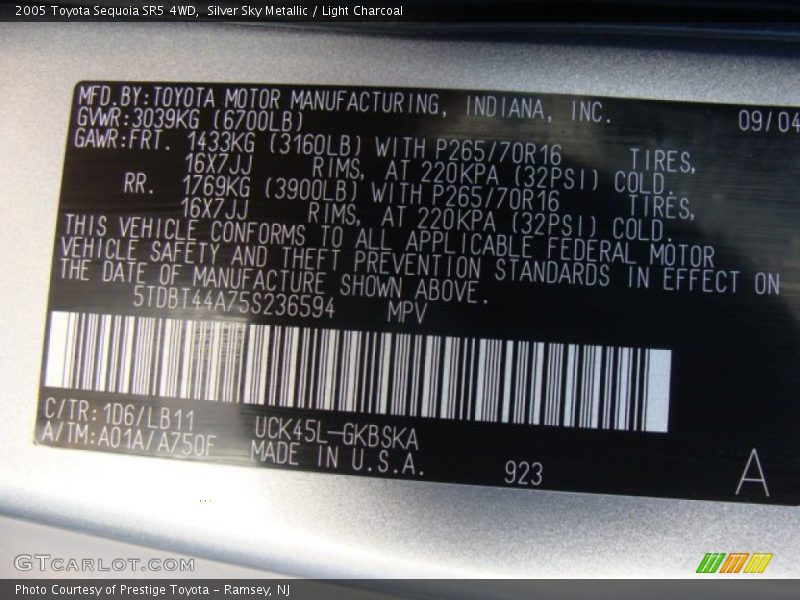 2005 Toyota Sequoia SR5 4WD,  Silver Sky Metallic / Light Charcoal
MFD.BY:TOYOTA MOTOR MANUFACTURING, INDIANA, INC. 09/04
GVWR:3039KG (6700LB)
GAWR:FRT. 1433KG (3160LB) WITH P265/70R16 TIRES,
16X7JJ RIMS, AT 220KPA (32PSI) COLD.
RR. 1769KG (3900LB) WITH P265/70R16 TIRES,
16X7JJ RIMS, AT 220KPA (32PSI) COLD.
THIS VEHICLE CONFORMS TO ALL APPLICABLE FEDERAL MOTOR
VEHICLE SAFETY AND THEFT PREVENTION STANDARDS IN EFFECT ON
THE DATE OF MANUFACTURE SHOWN ABOVE.
5TDBT44A75S236594 MPV
C/TR:1D6/LB11 UCK45L-GKBSKA
A/TM:A01A/A750F MADE IN U.S.A. 923 A
GTCARLOT.COM
Photo Courtesy of Prestige Toyota - Ramsey, NJ